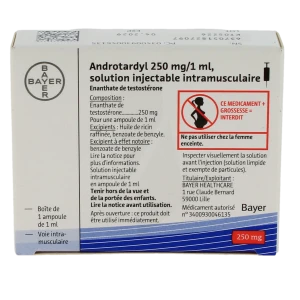 Androtardyl 250 mg/1 ml,
solution injectable intramusculaire
Enanthate de testostérone
BAYER
BAYER
Composition :
Enanthate de
testostérone..............250 mg
Pour une ampoule de 1 ml
Excipients : Huile de ricin
raffinée, benzoate de benzyle.
Excipient à effet notoire :
benzoate de benzyle
Lire la notice pour
plus d'informations.
Solution injectable
intramusculaire
en ampoule de 1 ml
Tenir hors de la vue et
de la portée des enfants.
Lire la notice avant utilisation.
Après ouverture : ce produit doit
être utilisé immédiatement.
CE MEDICAMENT +
GROSSESSE =
INTERDIT
Ne pas utiliser chez la femme
enceinte.
Inspecter visuellement la solution
avant l'injection (solution limpide
et exempte de particules).
Titulaire/Exploitant :
BAYER HEALTHCARE
1 rue Claude Bernard
59000 Lille
Médicament autorisé
n° 3400930046135
Bayer
Boîte de
1 ampoule
de 1 ml
Voie intra-
musculaire
250 mg